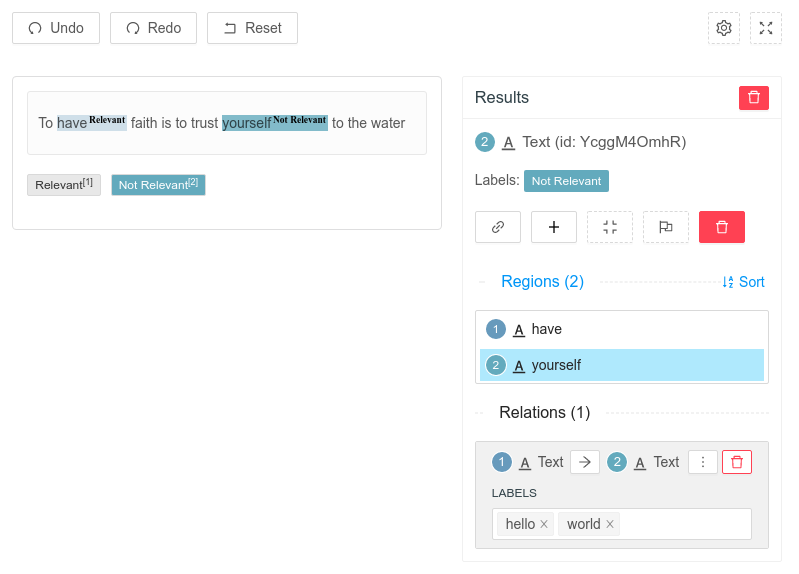 Undo Redo Reset
To have Relevant faith is to trust yourself Not Relevant to the water
Relevant[1] Not Relevant[2]
Results
2 A Text (id: YcggM4OmhR)
Labels: Not Relevant
Regions (2) Sort
1 A have
2 A yourself
Relations (1)
1 A Text 2 A Text
LABELS
hello × world ×